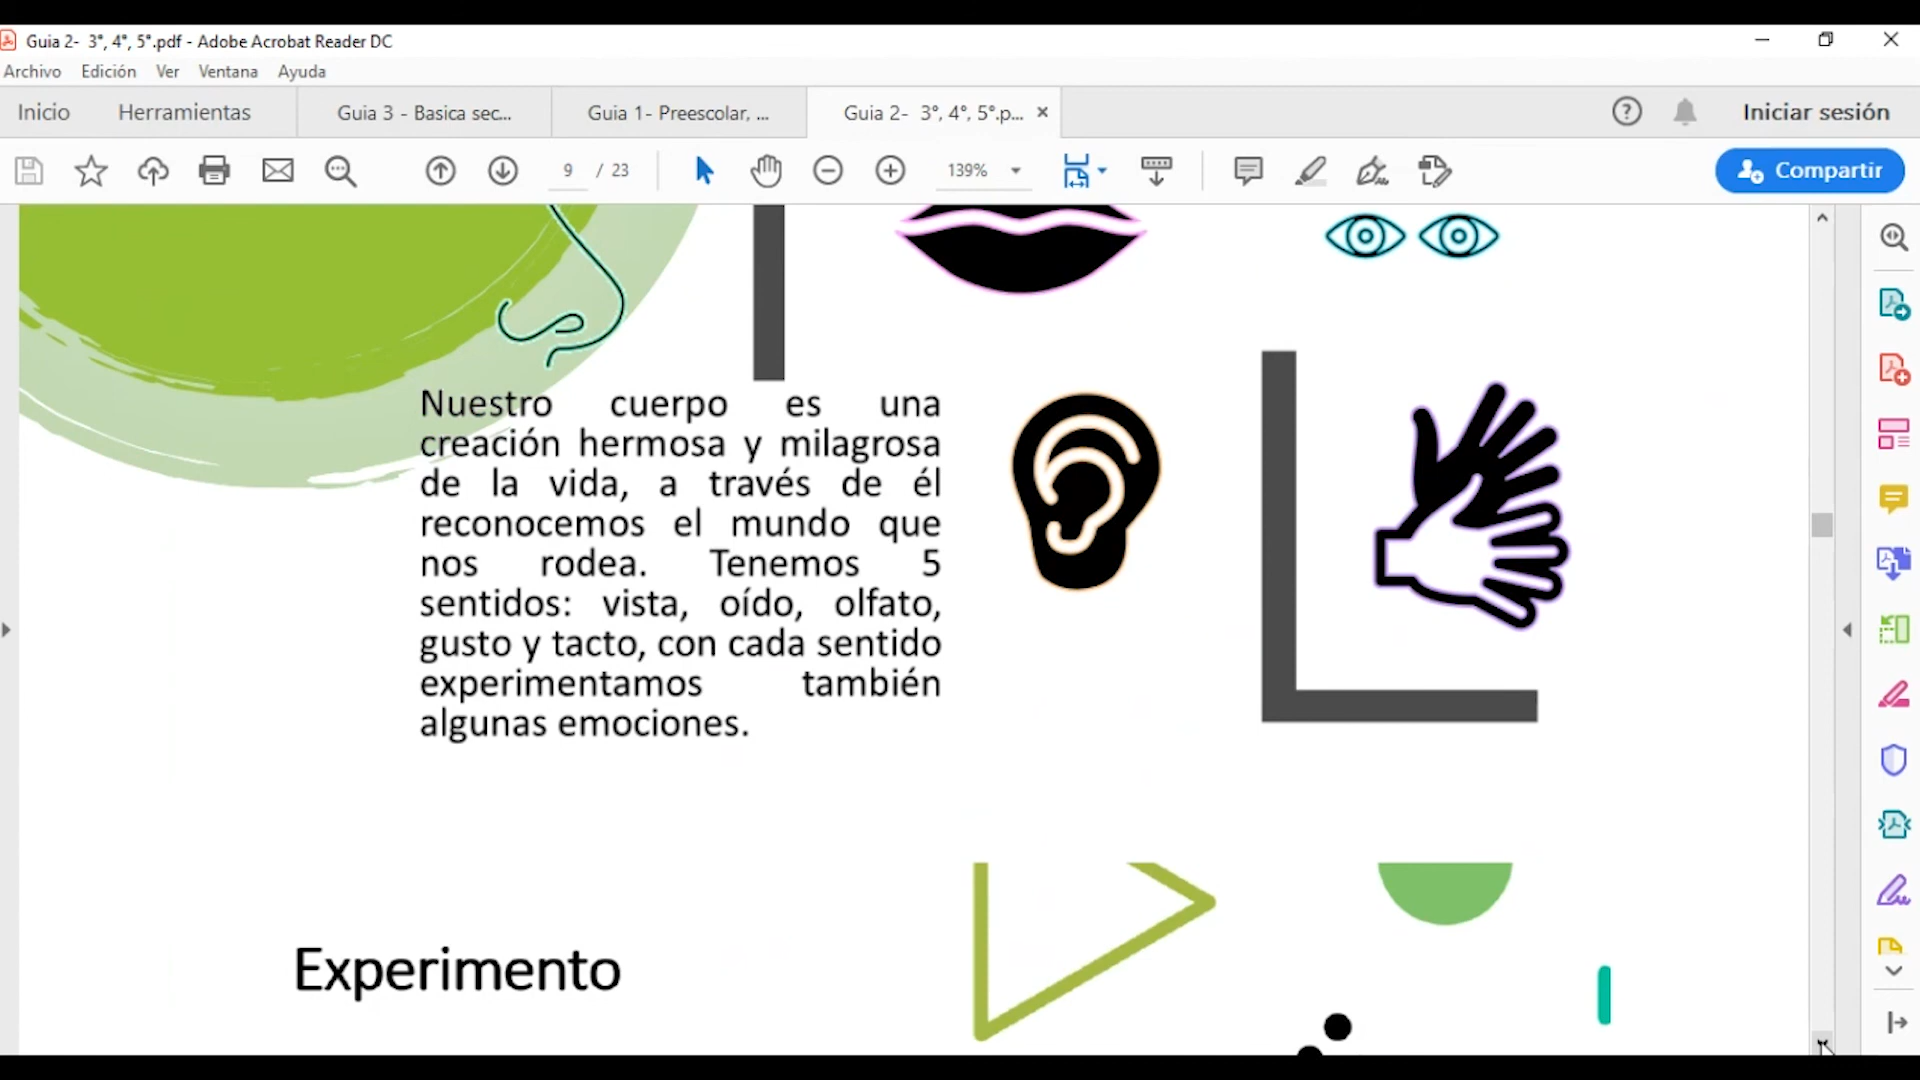 Guia 2-  3°, 4°, 5°.pdf - Adobe Acrobat Reader DC
Archivo Edición Ver Ventana Ayuda
Inicio Herramientas Guia 3 - Basica sec... Guia 1- Preescolar, ... Guia 2-  3°, 4°, 5°.p... Iniciar sesión
9 / 23 139% Compartir
Nuestro cuerpo es una
creación hermosa y milagrosa
de la vida, a través de él
reconocemos el mundo que
nos rodea. Tenemos 5
sentidos: vista, oído, olfato,
gusto y tacto, con cada sentido
experimentamos también
algunas emociones.
Experimento